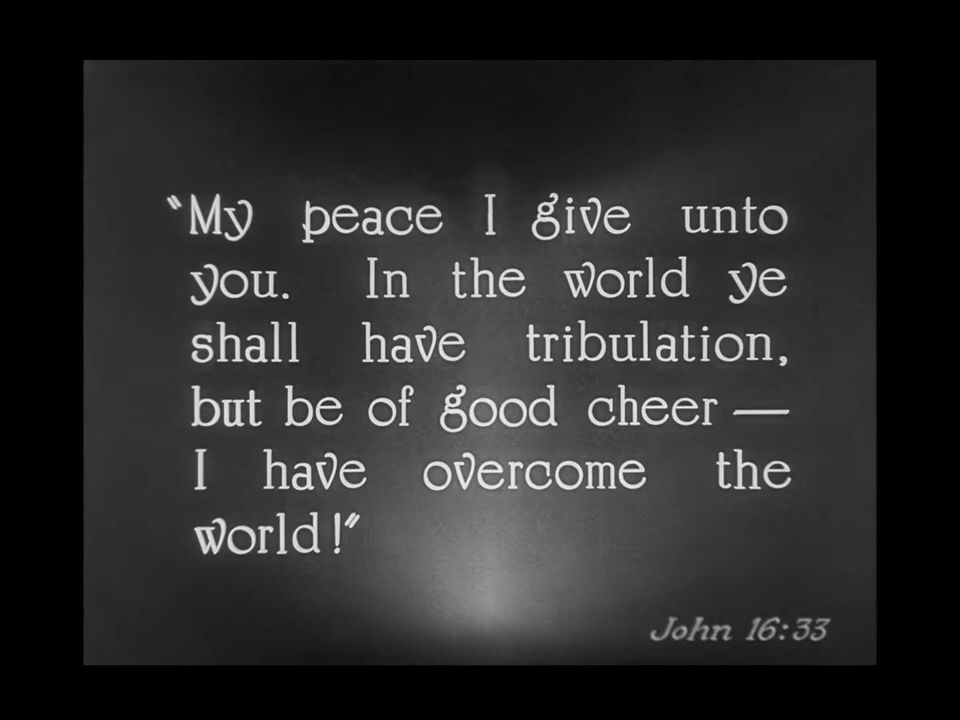 "My peace I give unto
you. In the world ye
shall have tribulation,
but be of good cheer —
I have overcome the
world!"
John 16:33